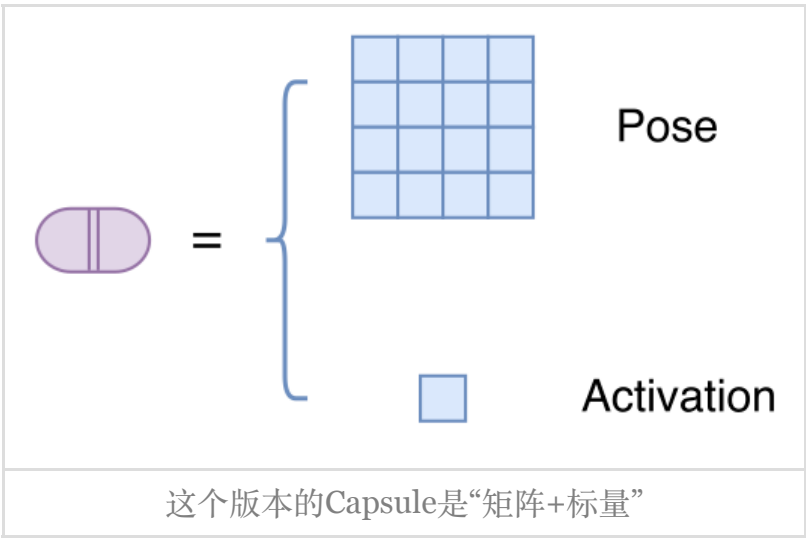 Pose
=
Activation
这个版本的Capsule是“矩阵+标量”